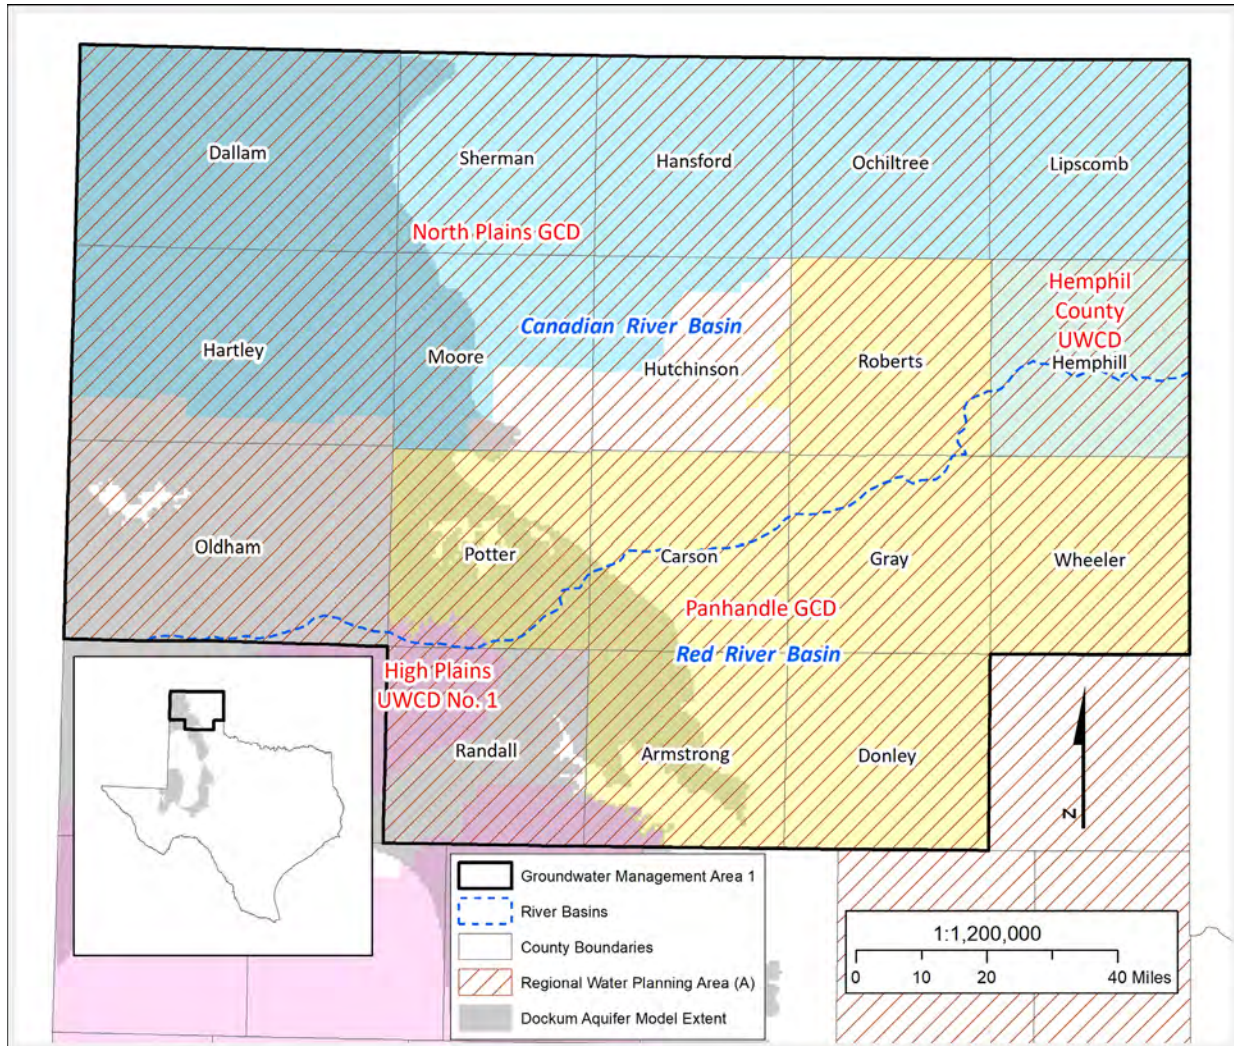 Dallam
Sherman
Hansford
Ochiltree
Lipscomb
North Plains GCD
Hemphil
County
UWCD
Hemphill
Canadian River Basin
Hartley
Moore
Hutchinson
Roberts
Oldham
Potter
Carson
Gray
Wheeler
Panhandle GCD
Red River Basin
High Plains
UWCD No. 1
Randall
Armstrong
Donley
N
Groundwater Management Area 1
River Basins
County Boundaries
Regional Water Planning Area (A)
Dockum Aquifer Model Extent
1:1,200,000
0 10 20 40 Miles